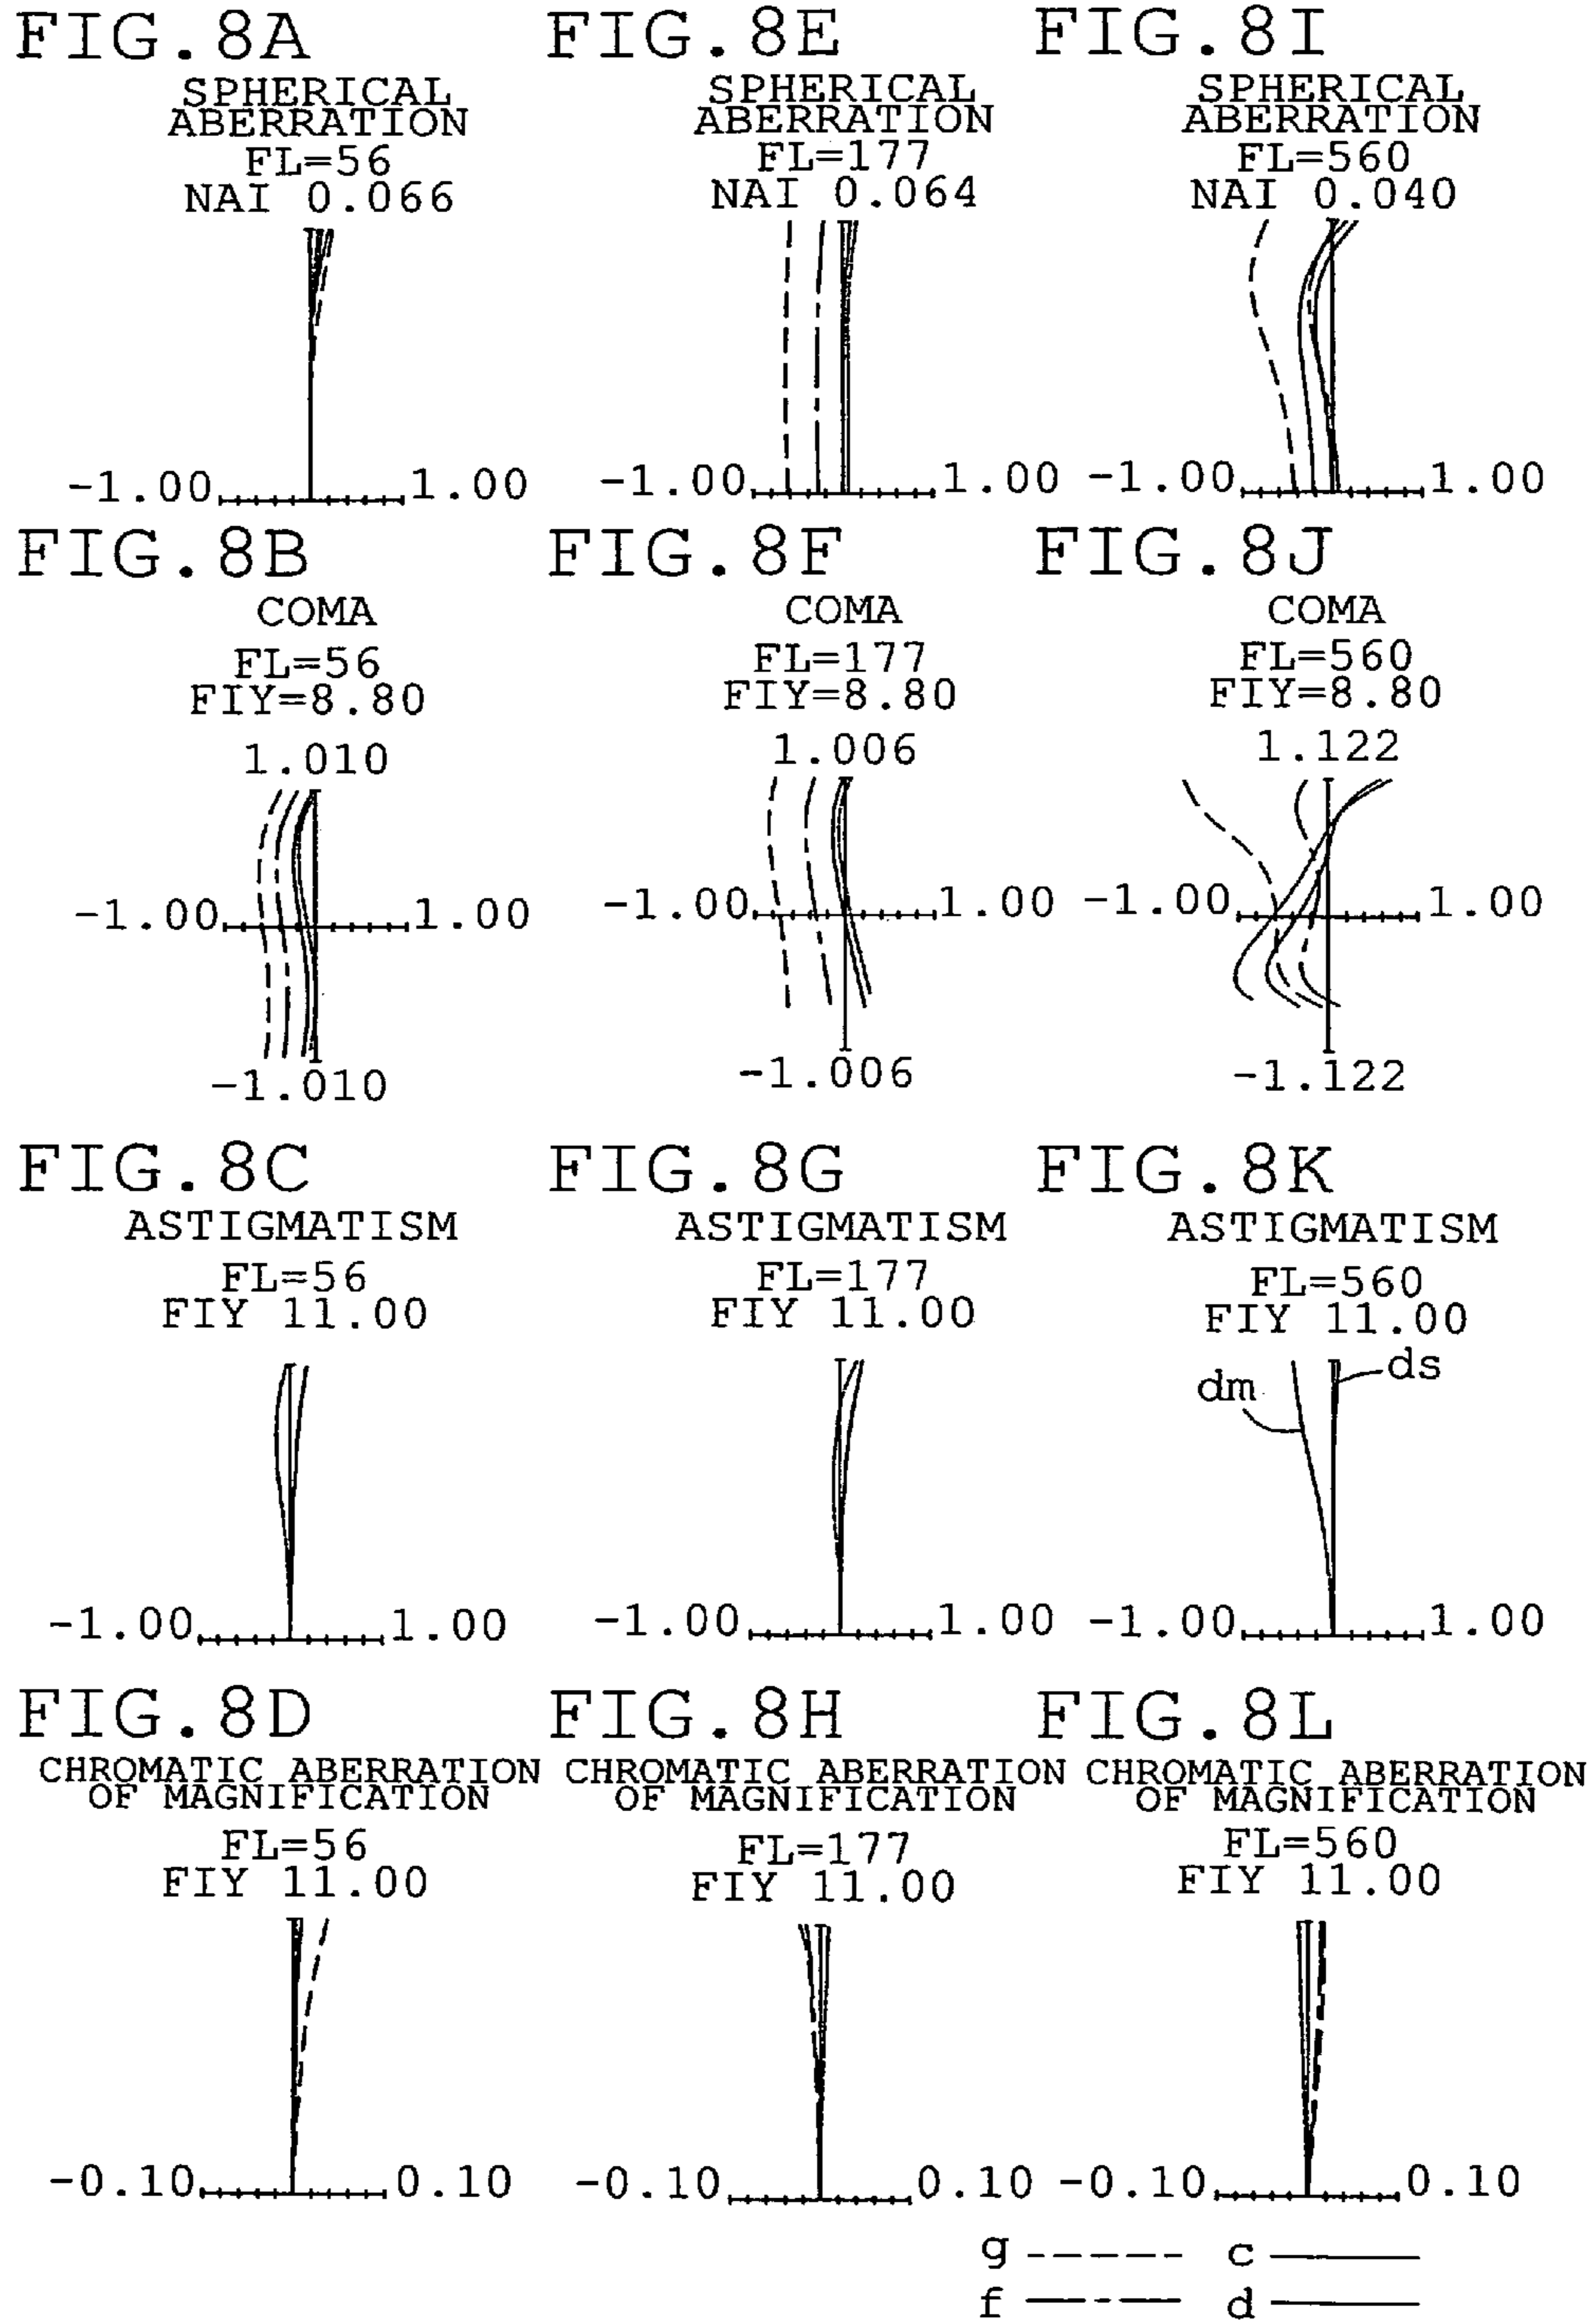 FIG.8A
SPHERICAL
ABERRATION
FL=56
NAI 0.066
-1.00
1.00
FIG.8E
SPHERICAL
ABERRATION
FL=177
NAI 0.064
-1.00
1.00
FIG.8I
SPHERICAL
ABERRATION
FL=560
NAI 0.040
-1.00
1.00
FIG.8B
COMA
FL=56
FIY=8.80
1.010
-1.00
1.00
-1.010
FIG.8F
COMA
FL=177
FIY=8.80
1.006
-1.00
1.00
-1.006
FIG.8J
COMA
FL=560
FIY=8.80
1.122
-1.00
1.00
-1.122
FIG.8C
ASTIGMATISM
FL=56
FIY 11.00
-1.00
1.00
FIG.8G
ASTIGMATISM
FL=177
FIY 11.00
-1.00
1.00
FIG.8K
ASTIGMATISM
FL=560
FIY 11.00
dm
ds
-1.00
1.00
FIG.8D
CHROMATIC ABERRATION
OF MAGNIFICATION
FL=56
FIY 11.00
-0.10
0.10
FIG.8H
CHROMATIC ABERRATION
OF MAGNIFICATION
FL=177
FIY 11.00
-0.10
0.10
FIG.8L
CHROMATIC ABERRATION
OF MAGNIFICATION
FL=560
FIY 11.00
-0.10
0.10
g
c
f
d